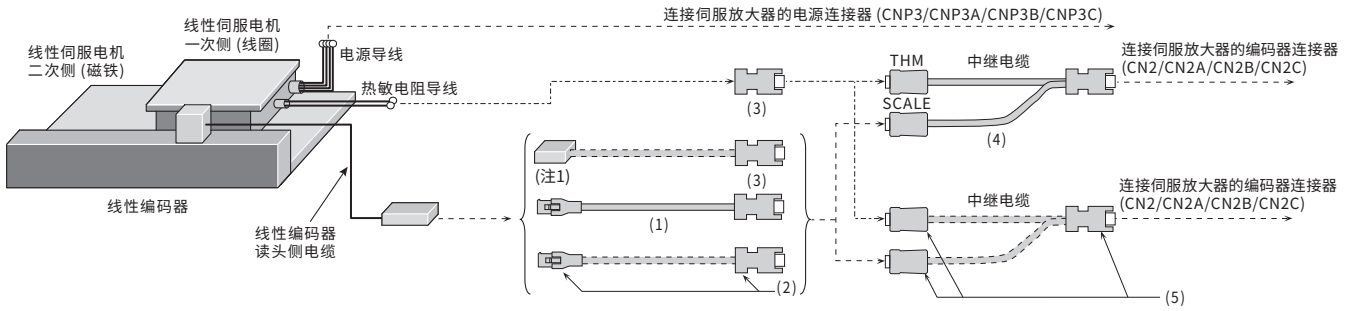 连接伺服放大器的电源连接器 (CNP3/CNP3A/CNP3B/CNP3C)
线性伺服电机
一次侧 (线圈)
线性伺服电机
二次侧 (磁铁)
电源导线
热敏电阻导线
(3)
THM
中继电缆
连接伺服放大器的编码器连接器
(CN2/CN2A/CN2B/CN2C)
SCALE
(4)
(注1)
(3)
线性编码器
线性编码器
读头侧电缆
(1)
(2)
中继电缆
连接伺服放大器的编码器连接器
(CN2/CN2A/CN2B/CN2C)
(5)